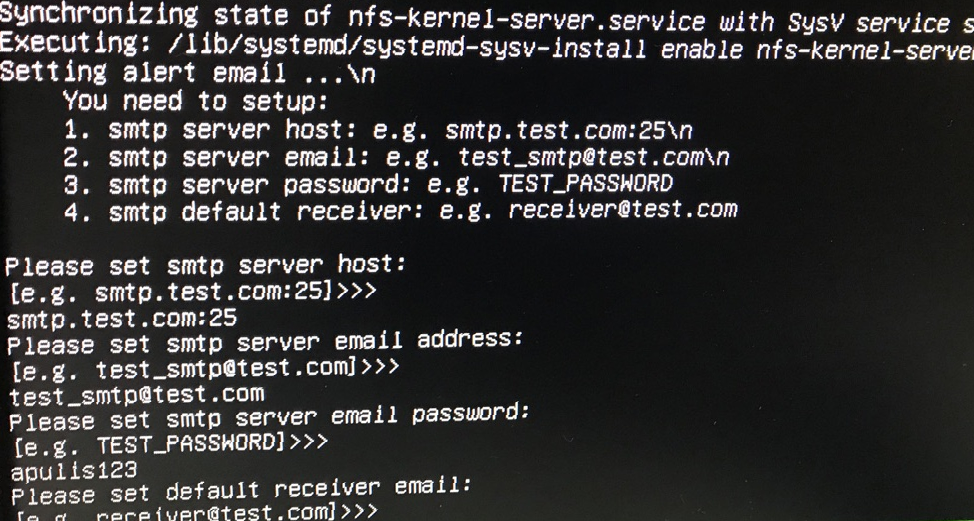 Synchronizing state of nfs-kernel-server.service with SysV service s
Executing: /lib/systemd/systemd-sysv-install enable nfs-kernel-serve
Setting alert email ...\n
You need to setup:
1. smtp server host: e.g. smtp.test.com:25\n
2. smtp server email: e.g. test_smtp@test.com\n
3. smtp server password: e.g. TEST_PASSWORD
4. smtp default receiver: e.g. receiver@test.com
Please set smtp server host:
[e.g. smtp.test.com:25]>>>
smtp.test.com:25
Please set smtp server email address:
[e.g. test_smtp@test.com]>>>
test_smtp@test.com
Please set smtp server email password:
[e.g. TEST_PASSWORD]>>>
apulis123
Please set default receiver email:
[e.g. receiver@test.com]>>>